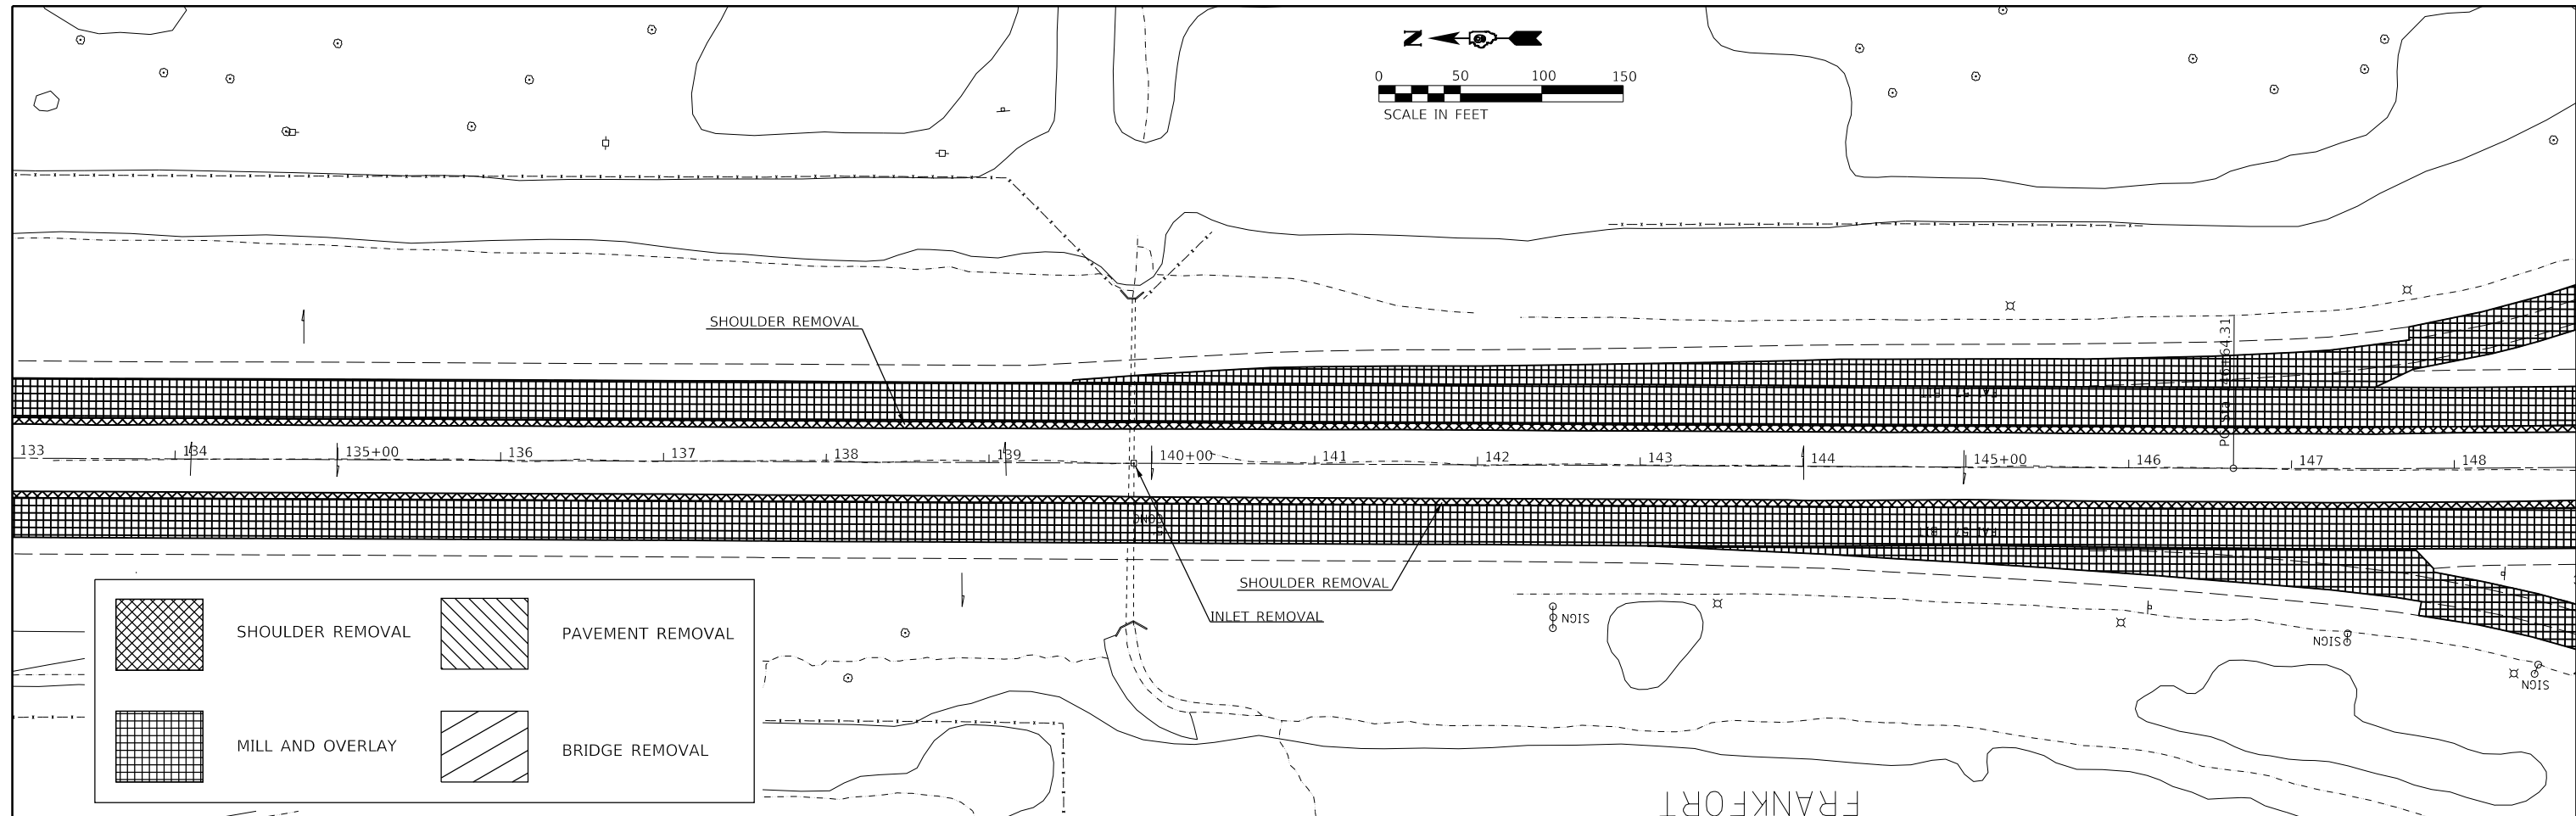 N
0 50 100 150
SCALE IN FEET
SHOULDER REMOVAL
133 134 135+00 136 137 138 139 140+00 141 142 143 144 145+00 146 147 148
SHOULDER REMOVAL
INLET REMOVAL
SIGN
SIGN
SIGN
SHOULDER REMOVAL
PAVEMENT REMOVAL
MILL AND OVERLAY
BRIDGE REMOVAL
FRANKFORT